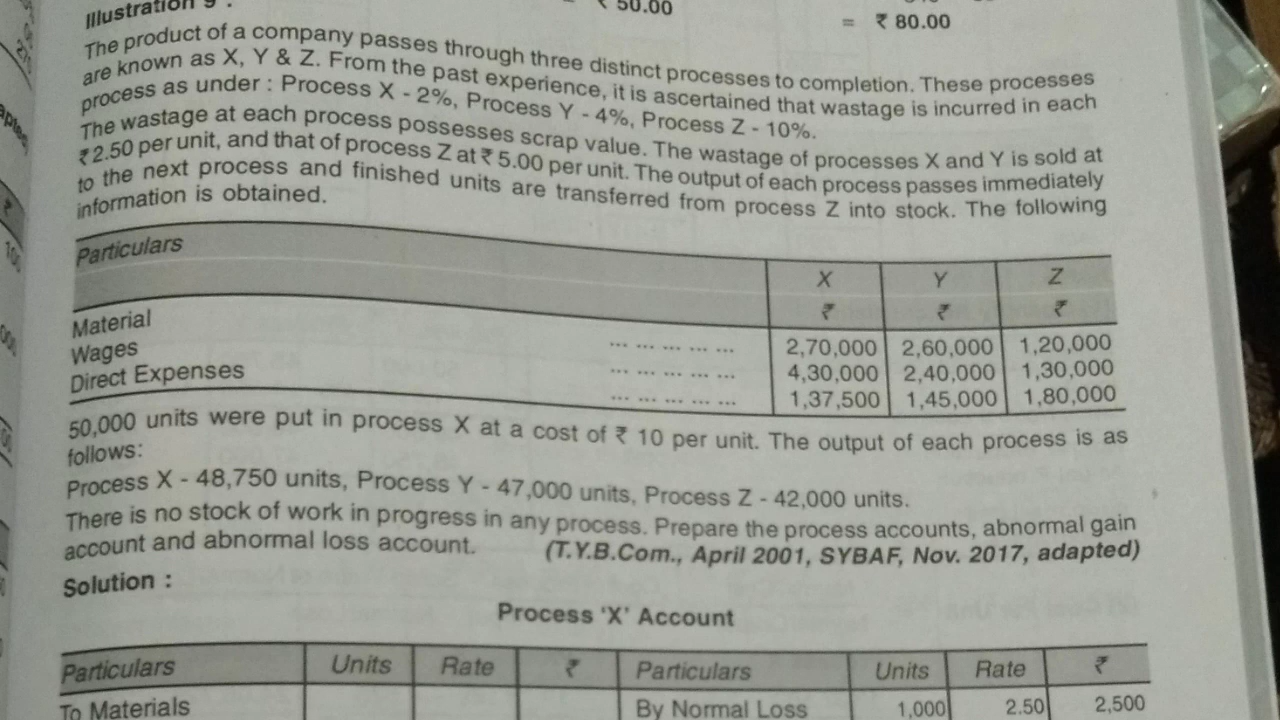 Illustration 9 :
= ₹ 50.00
= ₹ 80.00
The product of a company passes through three distinct processes to completion. These processes
are known as X, Y & Z. From the past experience, it is ascertained that wastage is incurred in each
process as under : Process X - 2%, Process Y - 4%, Process Z - 10%.
The wastage at each process possesses scrap value. The wastage of processes X and Y is sold at
₹ 2.50 per unit, and that of process Z at ₹ 5.00 per unit. The output of each process passes immediately
to the next process and finished units are transferred from process Z into stock. The following
information is obtained.
Particulars X Y Z
₹ ₹ ₹
Material ... ... ... ... ... 2,70,000 2,60,000 1,20,000
Wages ... ... ... ... ... 4,30,000 2,40,000 1,30,000
Direct Expenses 1,37,500 1,45,000 1,80,000
50,000 units were put in process X at a cost of ₹ 10 per unit. The output of each process is as
follows:
Process X - 48,750 units, Process Y - 47,000 units, Process Z - 42,000 units.
There is no stock of work in progress in any process. Prepare the process accounts, abnormal gain
account and abnormal loss account. (T.Y.B.Com., April 2001, SYBAF, Nov. 2017, adapted)
Solution :
Process 'X' Account
Particulars Units Rate ₹ Particulars Units Rate ₹
To Materials By Normal Loss 1,000 2.50 2,500